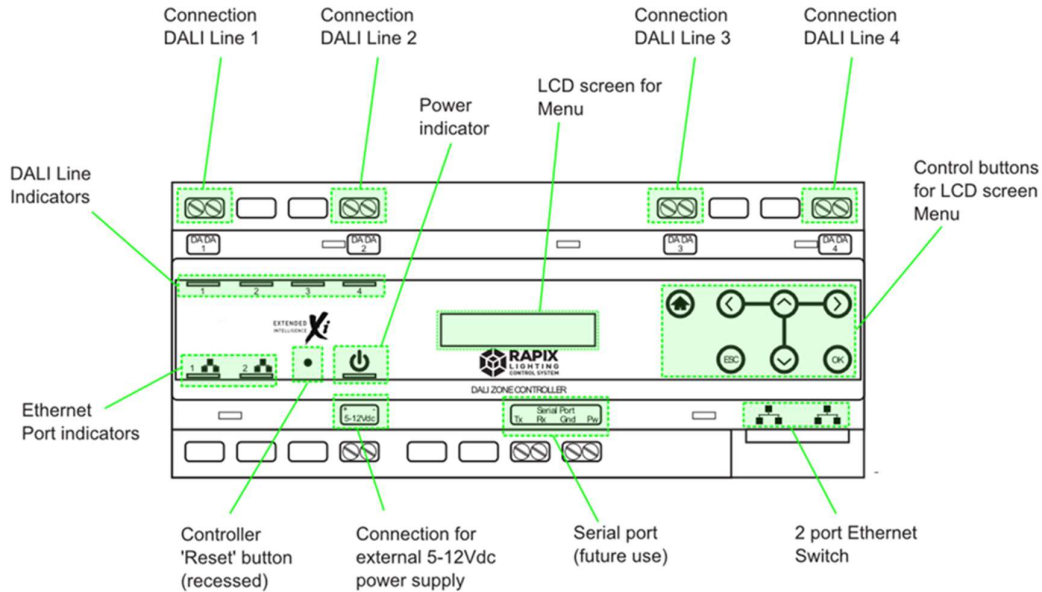 Connection
DALI Line 1
Connection
DALI Line 2
Connection
DALI Line 3
Connection
DALI Line 4
LCD screen for
Menu
Power
indicator
DALI Line
Indicators
Control buttons
for LCD screen
Menu
DA DA
1
DA DA
2
DA DA
3
DA DA
4
1 2 3 4
EXTENDED
INTELLIGENCE
Xi
ESC
OK
RAPIX
LIGHTING
CONTROL SYSTEM
1 2
DALI ZONE CONTROLLER
Ethernet
Port indicators
+ -
5-12Vdc
Serial Port
Tx Rx Gnd Pw
Controller
'Reset' button
(recessed)
Connection for
external 5-12Vdc
power supply
Serial port
(future use)
2 port Ethernet
Switch